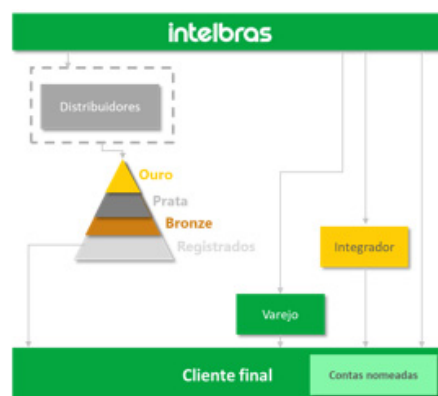 intelbras
Distribuidores
Ouro
Prata
Bronze
Registrados
Integrador
Varejo
Cliente final
Contas nomeadas